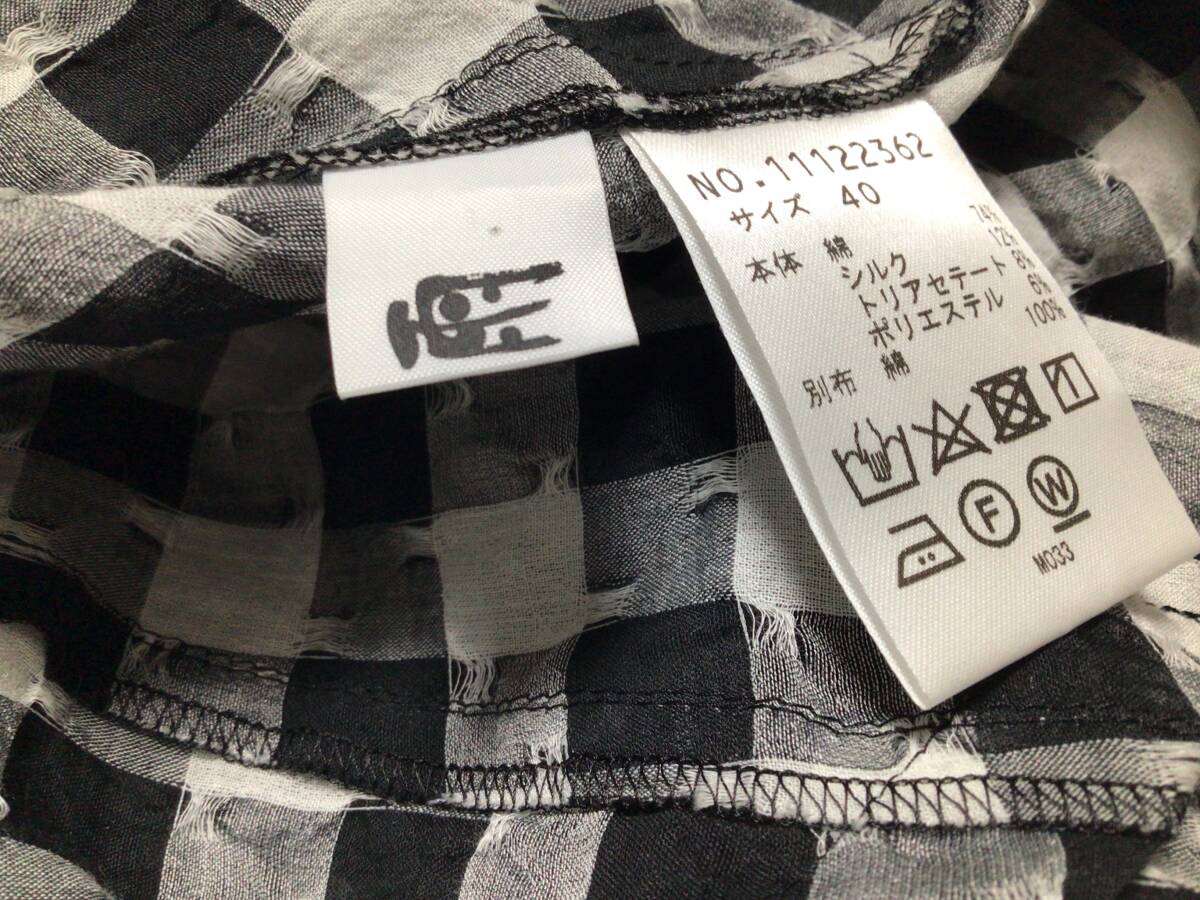 NO.11122362
サイズ 40
本体 綿 74%
シルク 12%
トリアセテート 8%
ポリエステル 6%
別布 綿 100%
F W
M033